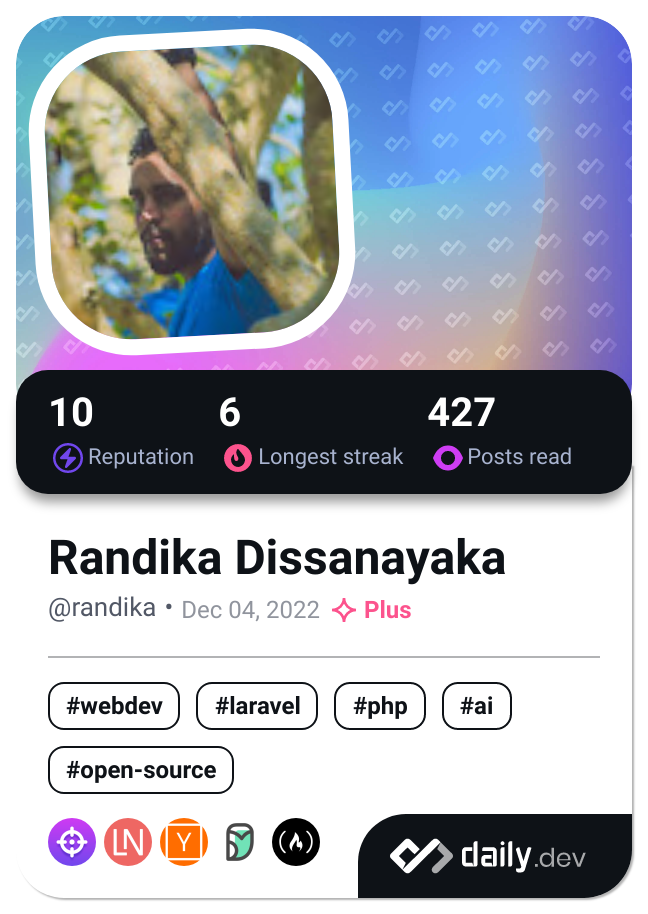 10 6 427
Reputation Longest streak Posts read
Randika Dissanayaka
@randika • Dec 04, 2022 Plus
#webdev #laravel #php #ai
#open-source
LN Y
daily.dev